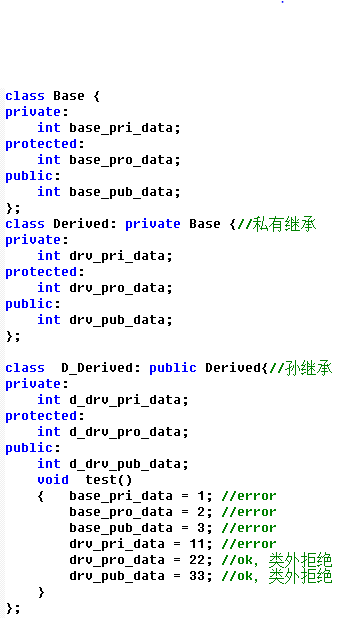 class Base {
private:
    int base_pri_data;
protected:
    int base_pro_data;
public:
    int base_pub_data;
};
class Derived: private Base {//私有继承
private:
    int drv_pri_data;
protected:
    int drv_pro_data;
public:
    int drv_pub_data;
};
class  D_Derived: public Derived{//孙继承
private:
    int d_drv_pri_data;
protected:
    int d_drv_pro_data;
public:
    int d_drv_pub_data;
    void  test()
    {   base_pri_data = 1; //error
        base_pro_data = 2; //error
        base_pub_data = 3; //error
        drv_pri_data = 11; //error
        drv_pro_data = 22; //ok, 类外拒绝
        drv_pub_data = 33; //ok, 类外拒绝
    }
};